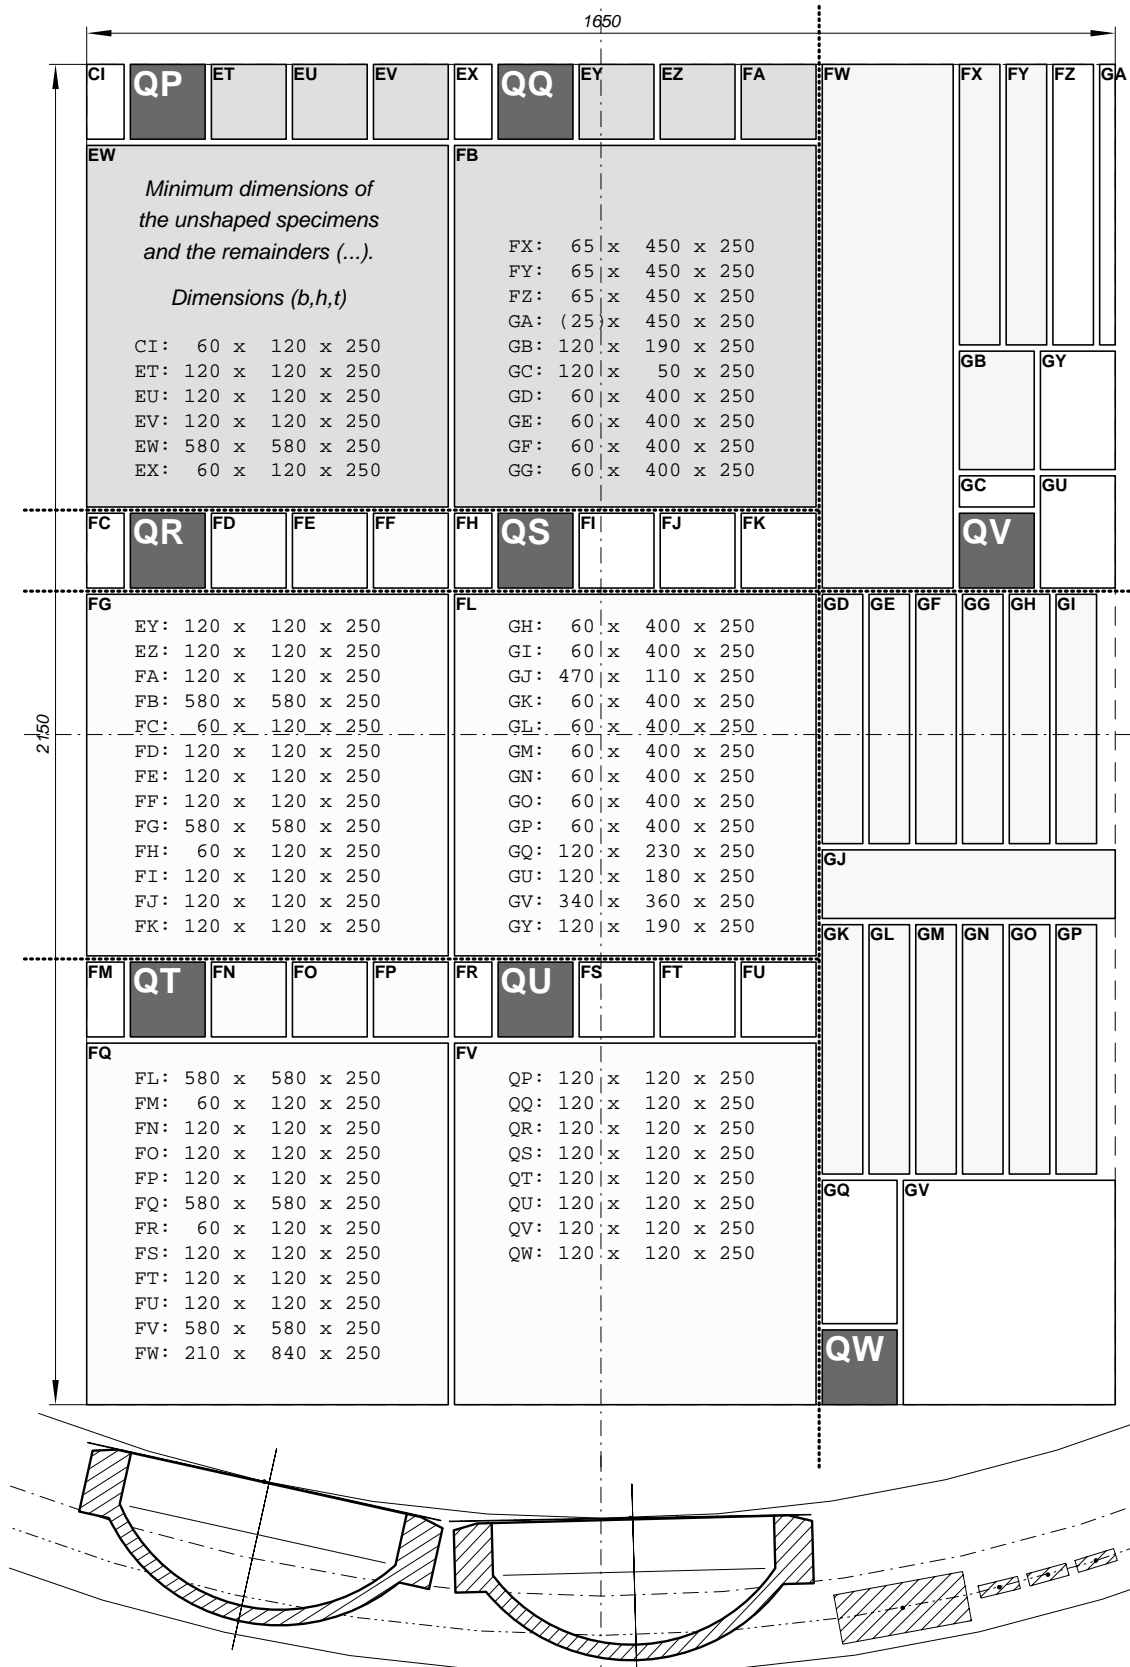 1650
CI QP ET EU EV EX QQ EY EZ FA FW FX FY FZ GA
EW FB
Minimum dimensions of
the unshaped specimens
and the remainders (...).
Dimensions (b,h,t)
CI: 60 x 120 x 250
ET: 120 x 120 x 250
EU: 120 x 120 x 250
EV: 120 x 120 x 250
EW: 580 x 580 x 250
EX: 60 x 120 x 250
FX: 65 x 450 x 250
FY: 65 x 450 x 250
FZ: 65 x 450 x 250
GA: (25)x 450 x 250
GB: 120 x 190 x 250
GC: 120 x 50 x 250
GD: 60 x 400 x 250
GE: 60 x 400 x 250
GF: 60 x 400 x 250
GG: 60 x 400 x 250
GB GY
GC GU
FC QR FD FE FF FH QS FI FJ FK QV
FG FL GD GE GF GG GH GI
EY: 120 x 120 x 250
EZ: 120 x 120 x 250
FA: 120 x 120 x 250
FB: 580 x 580 x 250
FC: 60 x 120 x 250
FD: 120 x 120 x 250
FE: 120 x 120 x 250
FF: 120 x 120 x 250
FG: 580 x 580 x 250
FH: 60 x 120 x 250
FI: 120 x 120 x 250
FJ: 120 x 120 x 250
FK: 120 x 120 x 250
GH: 60 x 400 x 250
GI: 60 x 400 x 250
GJ: 470 x 110 x 250
GK: 60 x 400 x 250
GL: 60 x 400 x 250
GM: 60 x 400 x 250
GN: 60 x 400 x 250
GO: 60 x 400 x 250
GP: 60 x 400 x 250
GQ: 120 x 230 x 250
GU: 120 x 180 x 250
GV: 340 x 360 x 250
GY: 120 x 190 x 250
2150
GJ
GK GL GM GN GO GP
FM QT FN FO FP FR QU FS FT FU
FQ FV
FL: 580 x 580 x 250
FM: 60 x 120 x 250
FN: 120 x 120 x 250
FO: 120 x 120 x 250
FP: 120 x 120 x 250
FQ: 580 x 580 x 250
FR: 60 x 120 x 250
FS: 120 x 120 x 250
FT: 120 x 120 x 250
FU: 120 x 120 x 250
FV: 580 x 580 x 250
FW: 210 x 840 x 250
QP: 120 x 120 x 250
QQ: 120 x 120 x 250
QR: 120 x 120 x 250
QS: 120 x 120 x 250
QT: 120 x 120 x 250
QU: 120 x 120 x 250
QV: 120 x 120 x 250
QW: 120 x 120 x 250
GQ GV
QW